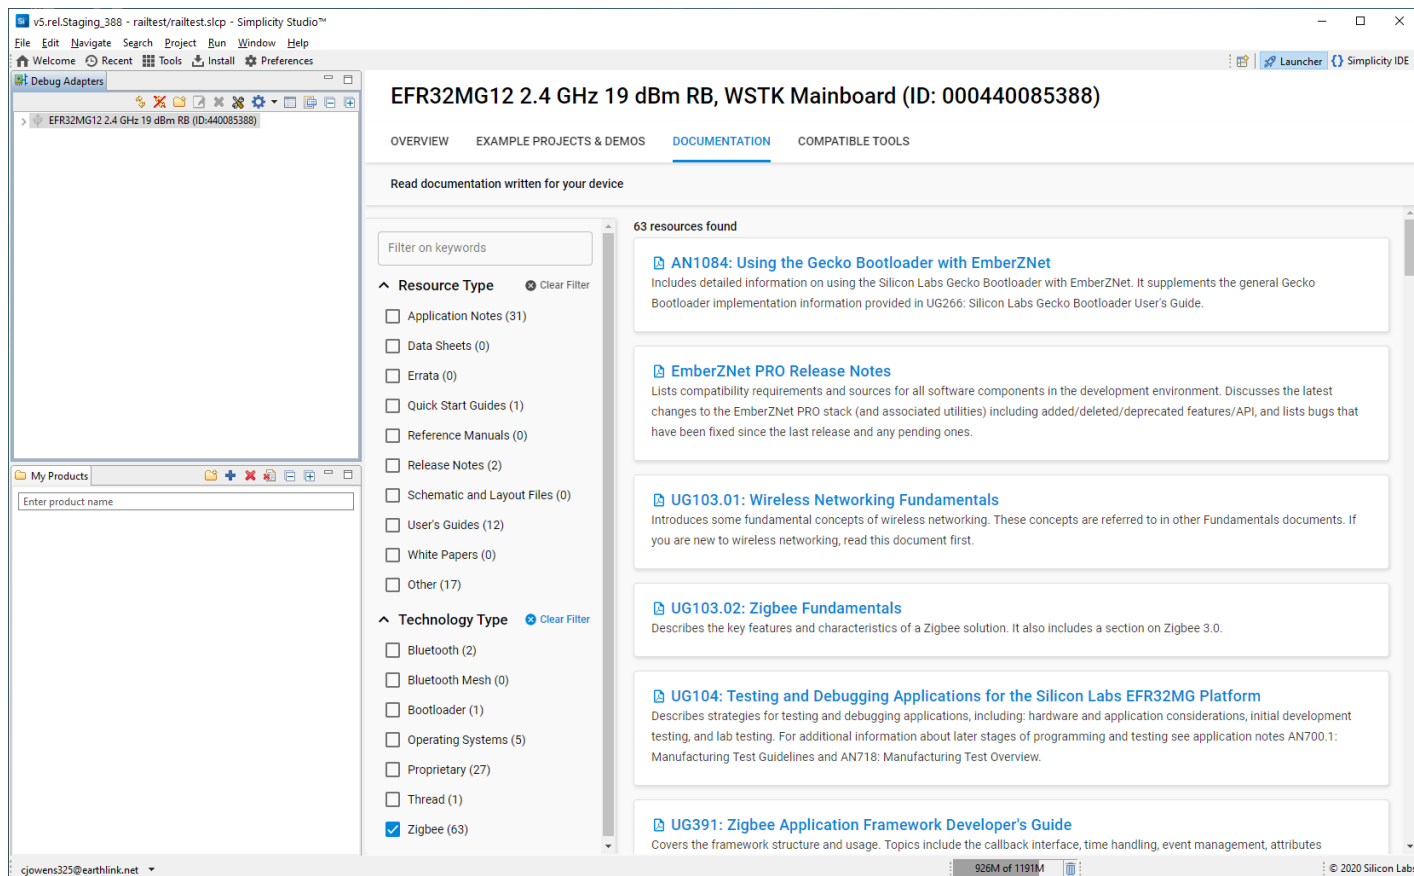 v5.rel.Staging_388 - railtest/railtest.slcp - Simplicity Studio™
File Edit Navigate Search Project Run Window Help
Welcome Recent Tools Install Preferences
Launcher {} Simplicity IDE
Debug Adapters
EFR32MG12 2.4 GHz 19 dBm RB (ID:440085388)
My Products
Enter product name
EFR32MG12 2.4 GHz 19 dBm RB, WSTK Mainboard (ID: 000440085388)
OVERVIEW EXAMPLE PROJECTS & DEMOS DOCUMENTATION COMPATIBLE TOOLS
Read documentation written for your device
Filter on keywords
Resource Type Clear Filter
Application Notes (31)
Data Sheets (0)
Errata (0)
Quick Start Guides (1)
Reference Manuals (0)
Release Notes (2)
Schematic and Layout Files (0)
User's Guides (12)
White Papers (0)
Other (17)
Technology Type Clear Filter
Bluetooth (2)
Bluetooth Mesh (0)
Bootloader (1)
Operating Systems (5)
Proprietary (27)
Thread (1)
Zigbee (63)
63 resources found
AN1084: Using the Gecko Bootloader with EmberZNet
Includes detailed information on using the Silicon Labs Gecko Bootloader with EmberZNet. It supplements the general Gecko
Bootloader implementation information provided in UG266: Silicon Labs Gecko Bootloader User's Guide.
EmberZNet PRO Release Notes
Lists compatibility requirements and sources for all software components in the development environment. Discusses the latest
changes to the EmberZNet PRO stack (and associated utilities) including added/deleted/deprecated features/API, and lists bugs that
have been fixed since the last release and any pending ones.
UG103.01: Wireless Networking Fundamentals
Introduces some fundamental concepts of wireless networking. These concepts are referred to in other Fundamentals documents. If
you are new to wireless networking, read this document first.
UG103.02: Zigbee Fundamentals
Describes the key features and characteristics of a Zigbee solution. It also includes a section on Zigbee 3.0.
UG104: Testing and Debugging Applications for the Silicon Labs EFR32MG Platform
Describes strategies for testing and debugging applications, including: hardware and application considerations, initial development
testing, and lab testing. For additional information about later stages of programming and testing see application notes AN700.1:
Manufacturing Test Guidelines and AN718: Manufacturing Test Overview.
UG391: Zigbee Application Framework Developer's Guide
Covers the framework structure and usage. Topics include the callback interface, time handling, event management, attributes
cjowens325@earthlink.net
926M of 1191M
© 2020 Silicon Labs